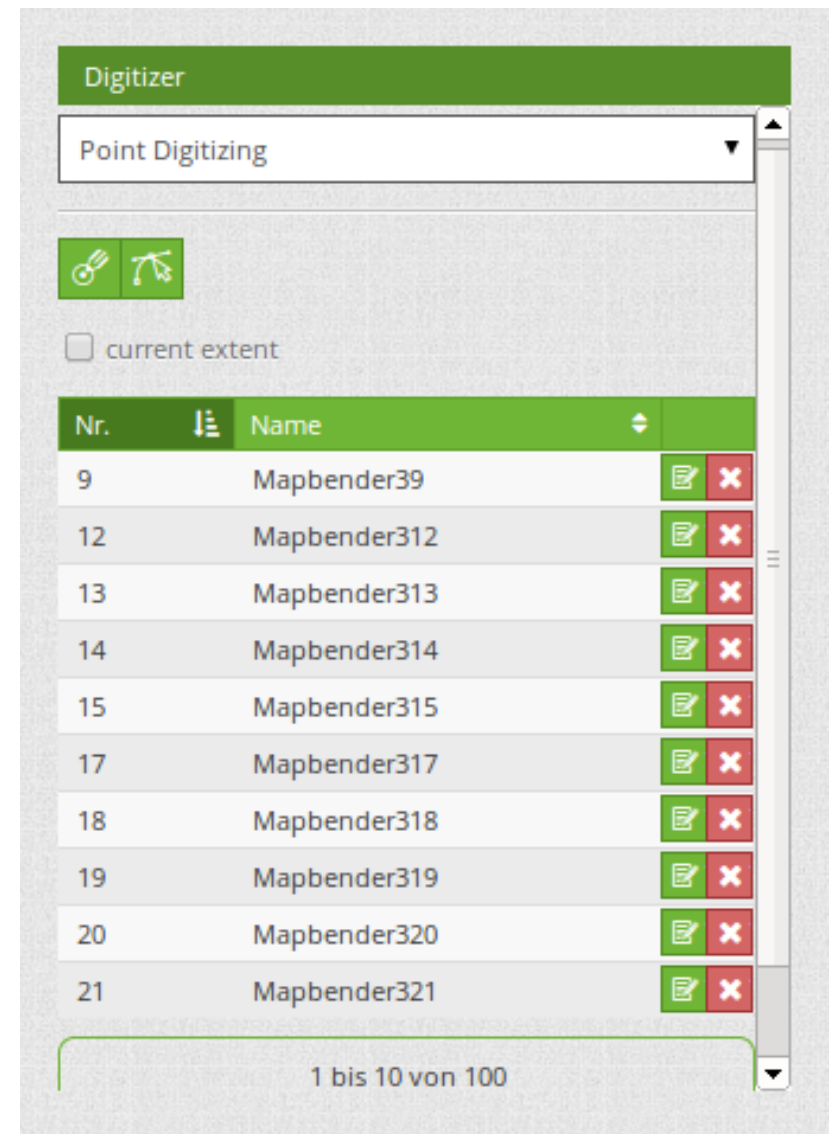 Digitizer
Point Digitizing
current extent
Nr. Name
9 Mapbender39
12 Mapbender312
13 Mapbender313
14 Mapbender314
15 Mapbender315
17 Mapbender317
18 Mapbender318
19 Mapbender319
20 Mapbender320
21 Mapbender321
1 bis 10 von 100